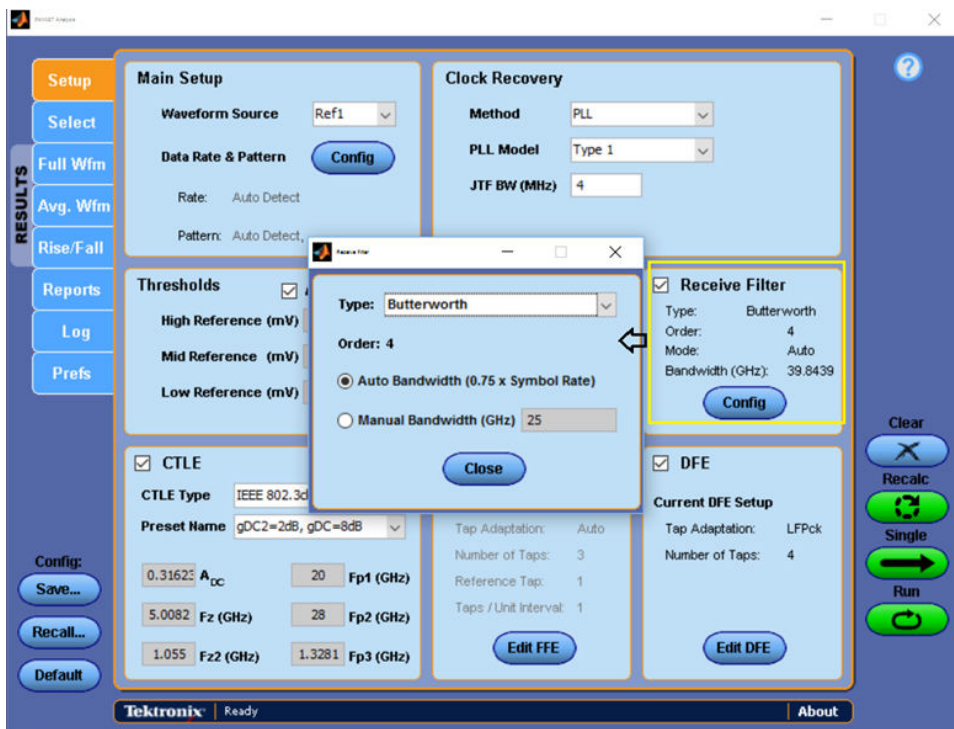 PAM4ET Analysis
Setup
Select
Full Wfm
Avg. Wfm
Rise/Fall
Reports
Log
Prefs
RESULTS
Main Setup
Waveform Source Ref1
Data Rate & Pattern Config
Rate: Auto Detect
Pattern: Auto Detect,
Clock Recovery
Method PLL
PLL Model Type 1
JTF BW (MHz) 4
Thresholds
High Reference (mV)
Mid Reference (mV)
Low Reference (mV)
Receive Filter
Type: Butterworth
Order: 4
Auto Bandwidth (0.75 x Symbol Rate)
Manual Bandwidth (GHz) 25
Close
Receive Filter
Type: Butterworth
Order: 4
Mode: Auto
Bandwidth (GHz): 39.8439
Config
CTLE
CTLE Type IEEE 802.3cd
Preset Name gDC2=2dB, gDC=8dB
0.31623 ADC 20 Fp1 (GHz)
5.0082 Fz (GHz) 28 Fp2 (GHz)
1.055 Fz2 (GHz) 1.3281 Fp3 (GHz)
Tap Adaptation: Auto
Number of Taps: 3
Reference Tap: 1
Taps / Unit Interval: 1
Edit FFE
DFE
Current DFE Setup
Tap Adaptation: LFPck
Number of Taps: 4
Edit DFE
?
Clear
Recalc
Single
Run
Config:
Save...
Recall...
Default
Tektronix Ready About